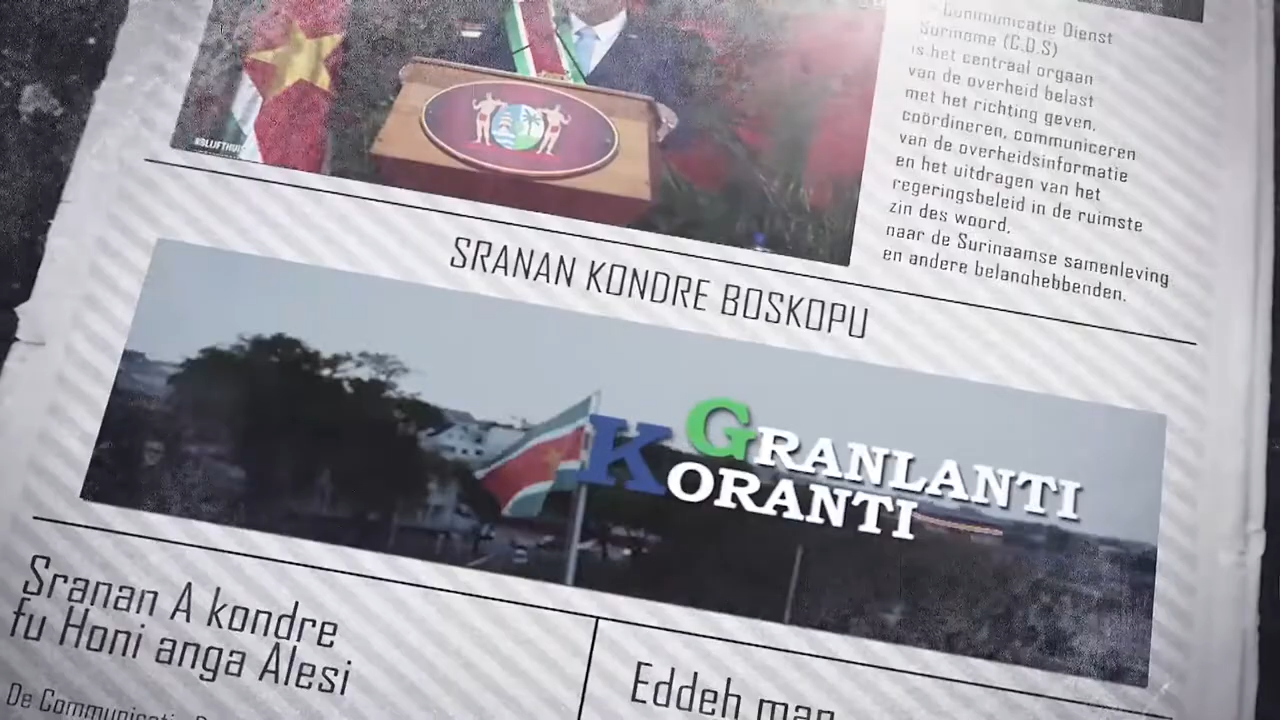 Communicatie Dienst
Suriname (C.D.S)
is het centraal orgaan
van de overheid belast
met het richting geven,
coördineren, communiceren
van de overheidsinformatie
en het uitdragen van het
regeringsbeleid in de ruimste
zin des woord,
naar de Surinaamse samenleving
en andere belanghebbenden.
SRANAN KONDRE BOSKOPU
GRANLANTI
KORANTI
Sranan A kondre
fu Honi anga Alesi
De
Eddeh man